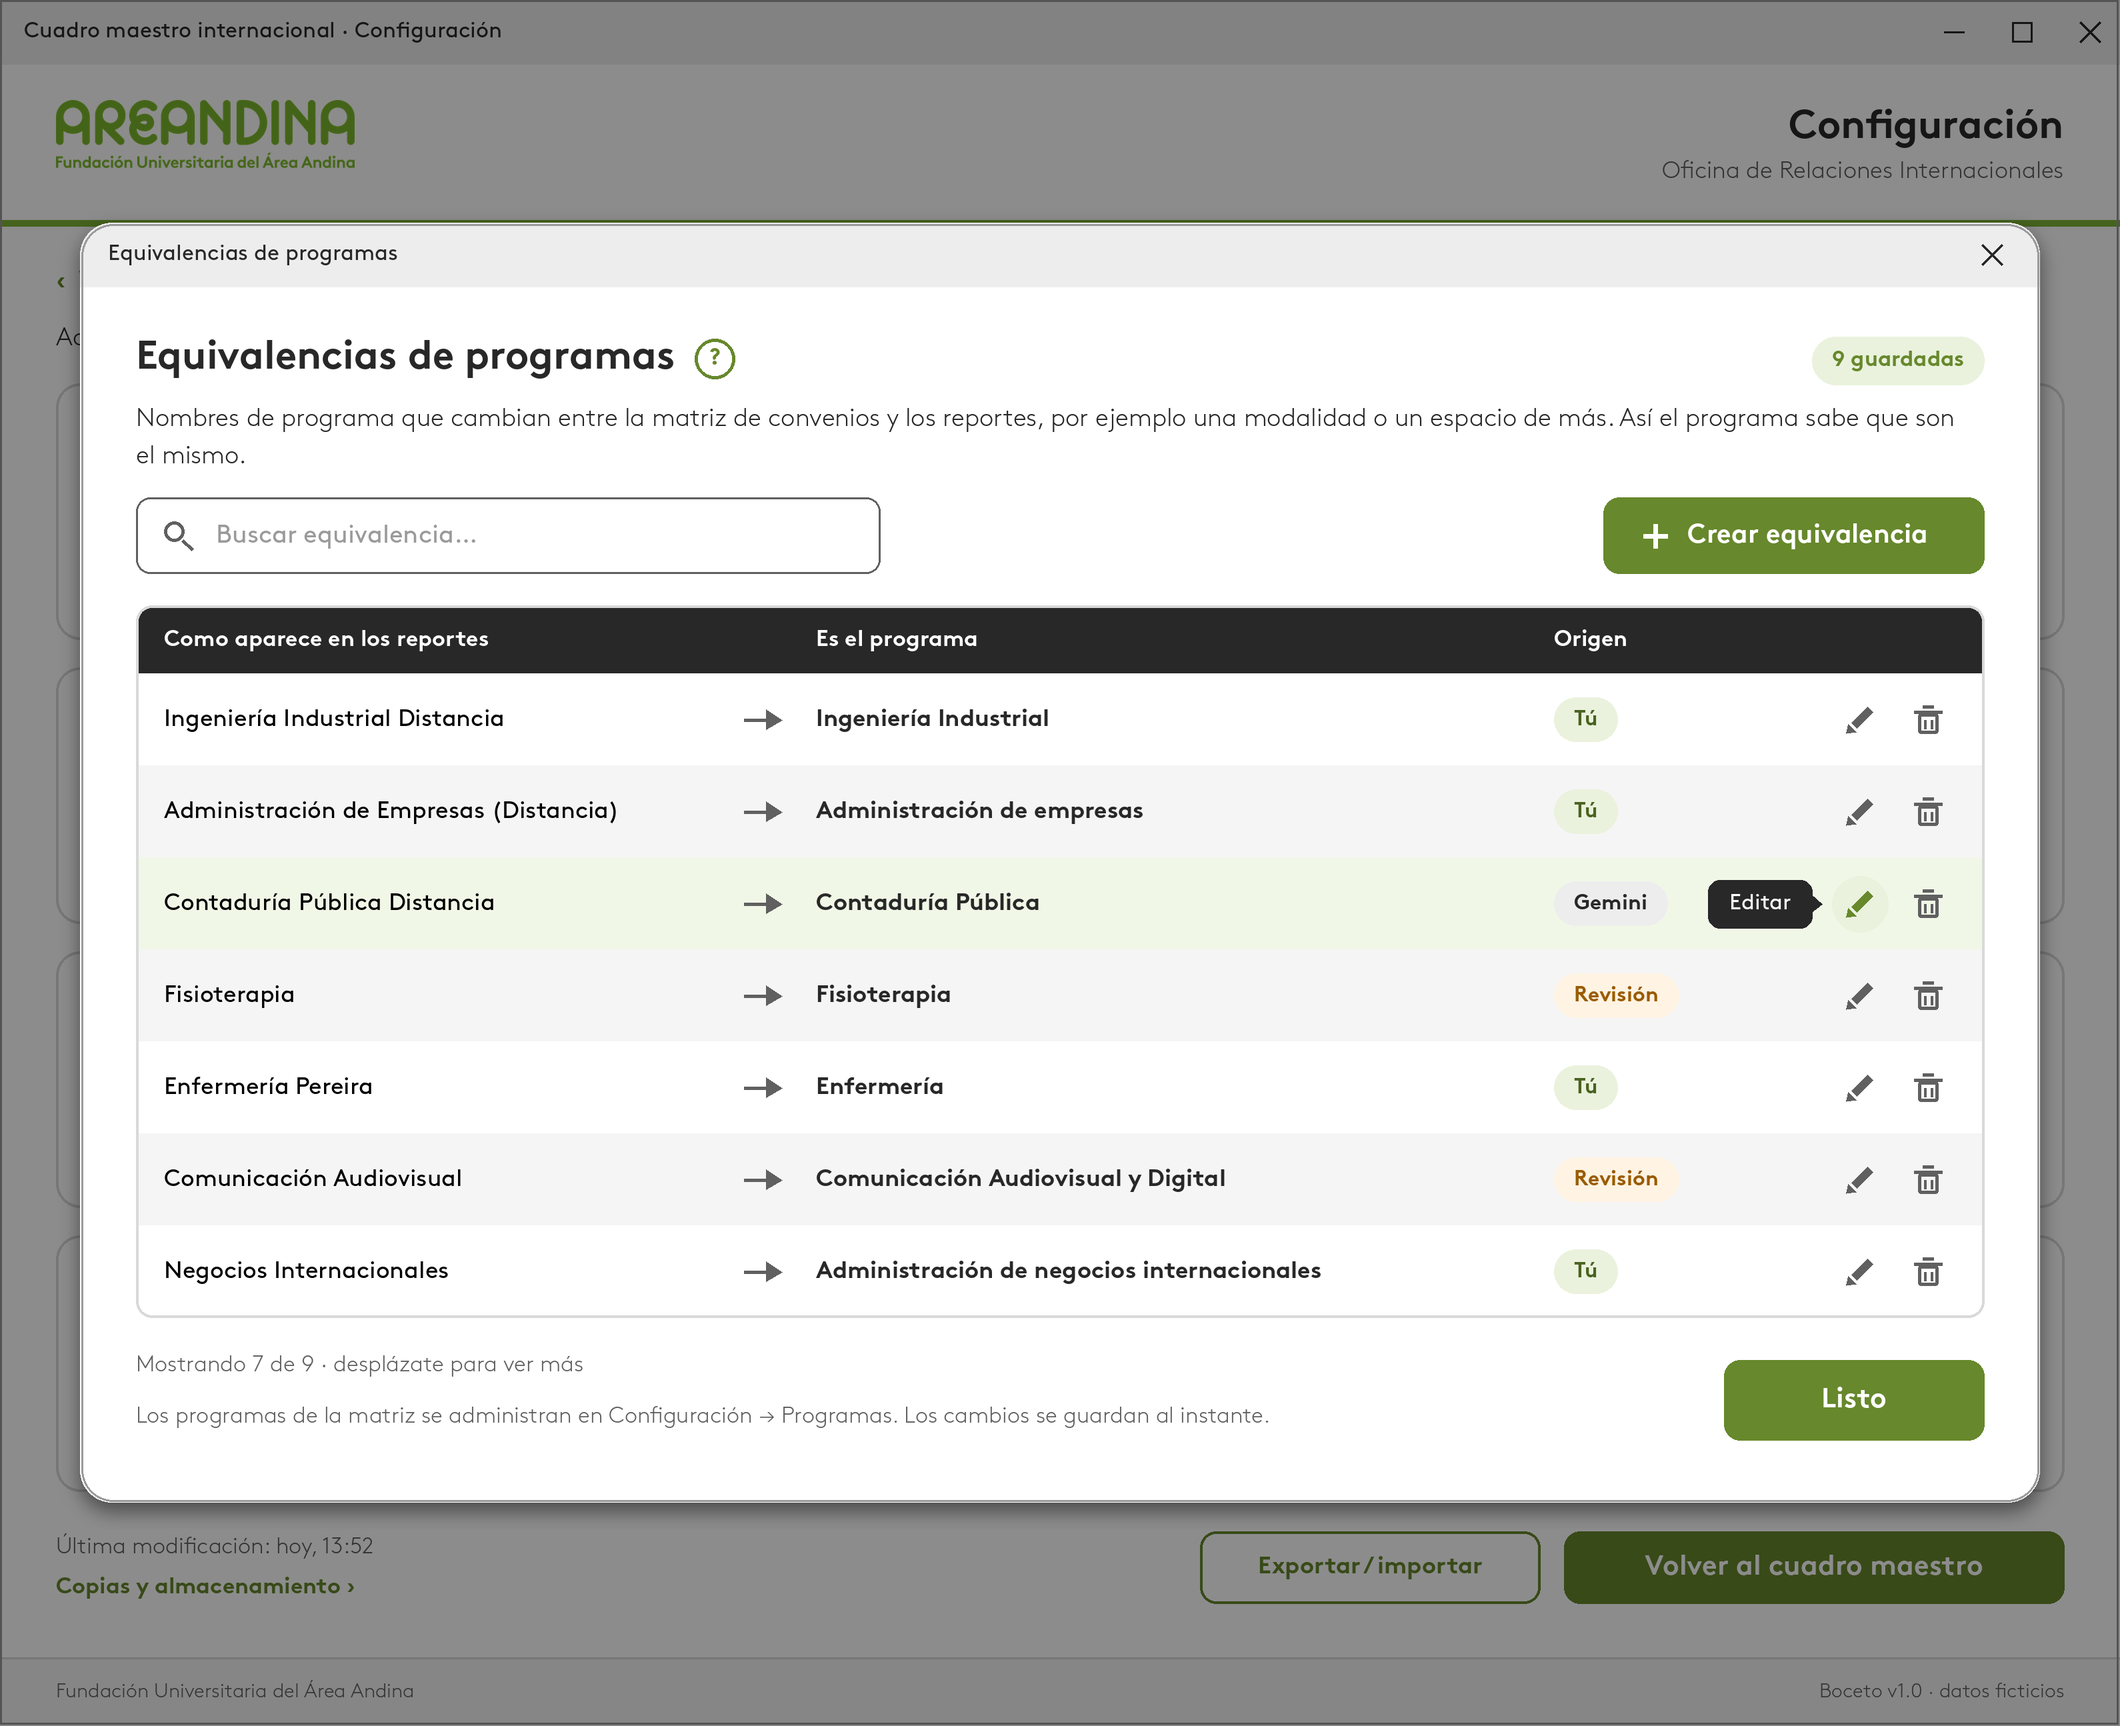 Cuadro maestro internacional · Configuración
AREANDINA
Fundación Universitaria del Área Andina
Configuración
Oficina de Relaciones Internacionales
Equivalencias de programas
‹
Equivalencias de programas ?
9 guardadas
Nombres de programa que cambian entre la matriz de convenios y los reportes, por ejemplo una modalidad o un espacio de más. Así el programa sabe que son
el mismo.
Buscar equivalencia...
+ Crear equivalencia
Como aparece en los reportes Es el programa Origen
Ingeniería Industrial Distancia Ingeniería Industrial Tú
Administración de Empresas (Distancia) Administración de empresas Tú
Contaduría Pública Distancia Contaduría Pública Gemini Editar
Fisioterapia Fisioterapia Revisión
Enfermería Pereira Enfermería Tú
Comunicación Audiovisual Comunicación Audiovisual y Digital Revisión
Negocios Internacionales Administración de negocios internacionales Tú
Mostrando 7 de 9 · desplázate para ver más
Los programas de la matriz se administran en Configuración → Programas. Los cambios se guardan al instante.
Listo
Última modificación: hoy, 13:52
Copias y almacenamiento ›
Exportar / importar
Volver al cuadro maestro
Fundación Universitaria del Área Andina
Boceto v1.0 · datos ficticios